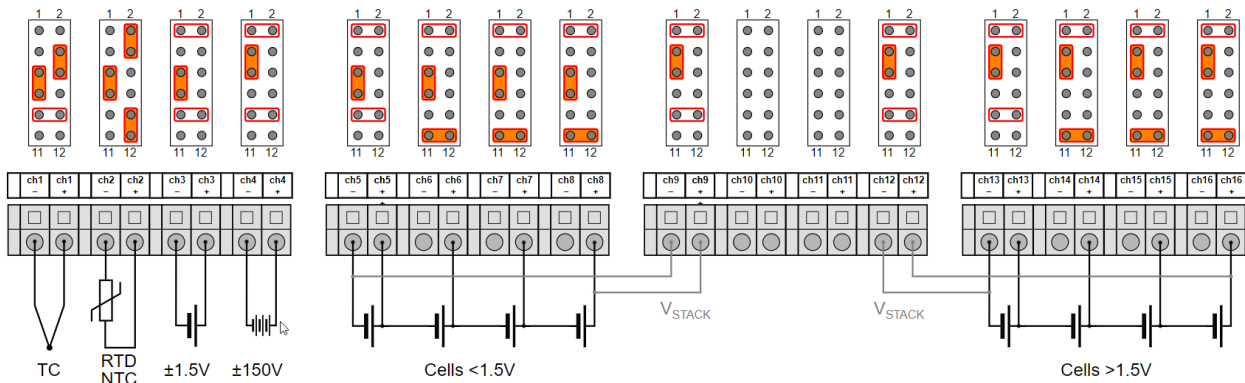 1 2 1 2 1 2 1 2 1 2 1 2 1 2 1 2 1 2 1 2 1 2 1 2 1 2 1 2 1 2 1 2
11 12 11 12 11 12 11 12 11 12 11 12 11 12 11 12 11 12 11 12 11 12 11 12 11 12 11 12 11 12 11 12
ch1 ch1 ch2 ch2 ch3 ch3 ch4 ch4 ch5 ch5 ch6 ch6 ch7 ch7 ch8 ch8 ch9 ch9 ch10 ch10 ch11 ch11 ch12 ch12 ch13 ch13 ch14 ch14 ch15 ch15 ch16 ch16
− + − + − + − + − + − + − + − + − + − + − + − + − + − + − + − +
VSTACK VSTACK
TC RTD ±1.5V ±150V Cells <1.5V Cells >1.5V
NTC